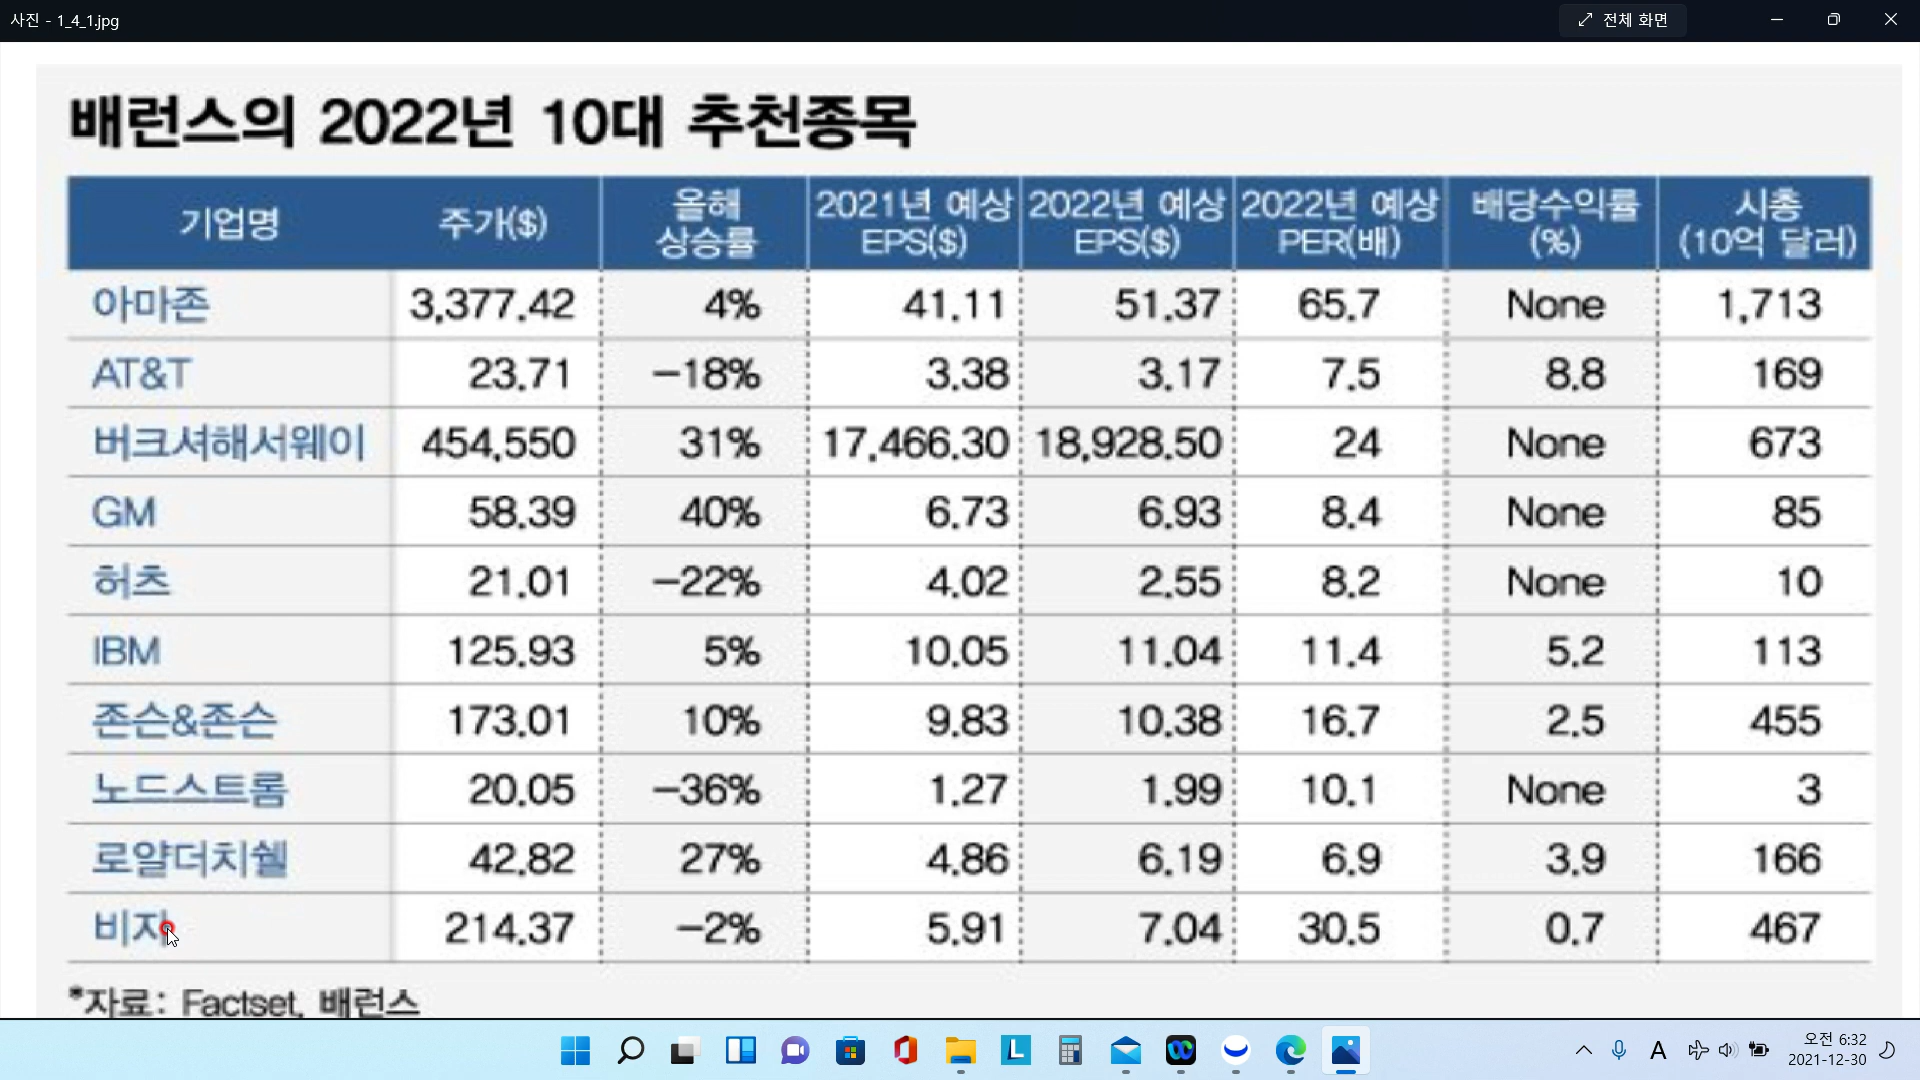 사진 - 1_4_1.jpg
전체 화면
배런스의 2022년 10대 추천종목
기업명 주가($) 올해 상승률 2021년 예상 EPS($) 2022년 예상 EPS($) 2022년 예상 PER(배) 배당수익률 (%) 시총 (10억 달러)
아마존 3,377.42 4% 41.11 51.37 65.7 None 1,713
AT&T 23.71 −18% 3.38 3.17 7.5 8.8 169
버크셔해서웨이 454,550 31% 17,466.30 18,928.50 24 None 673
GM 58.39 40% 6.73 6.93 8.4 None 85
허츠 21.01 −22% 4.02 2.55 8.2 None 10
IBM 125.93 5% 10.05 11.04 11.4 5.2 113
존슨&존슨 173.01 10% 9.83 10.38 16.7 2.5 455
노드스트롬 20.05 −36% 1.27 1.99 10.1 None 3
로얄더치쉘 42.82 27% 4.86 6.19 6.9 3.9 166
비자 214.37 −2% 5.91 7.04 30.5 0.7 467
*자료: Factset, 배런스
L
A
오전 6:32
2021-12-30